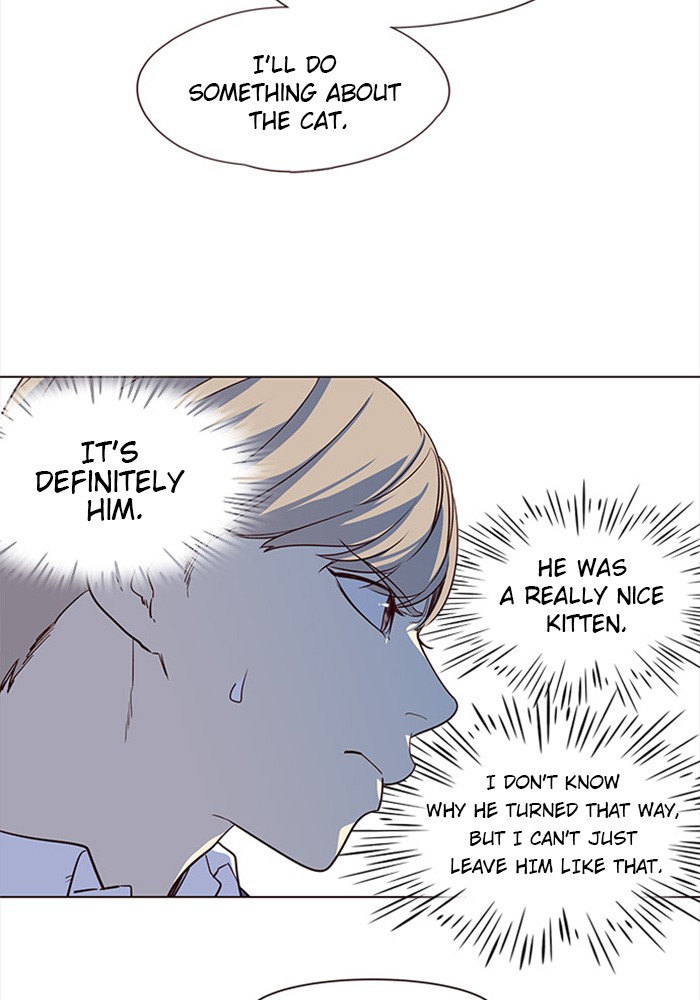 I'LL DO
SOMETHING ABOUT
THE CAT.
IT'S
DEFINITELY
HIM.
HE WAS
A REALLY NICE
KITTEN.
I DON'T KNOW
WHY HE TURNED THAT WAY,
BUT I CAN'T JUST
LEAVE HIM LIKE THAT.